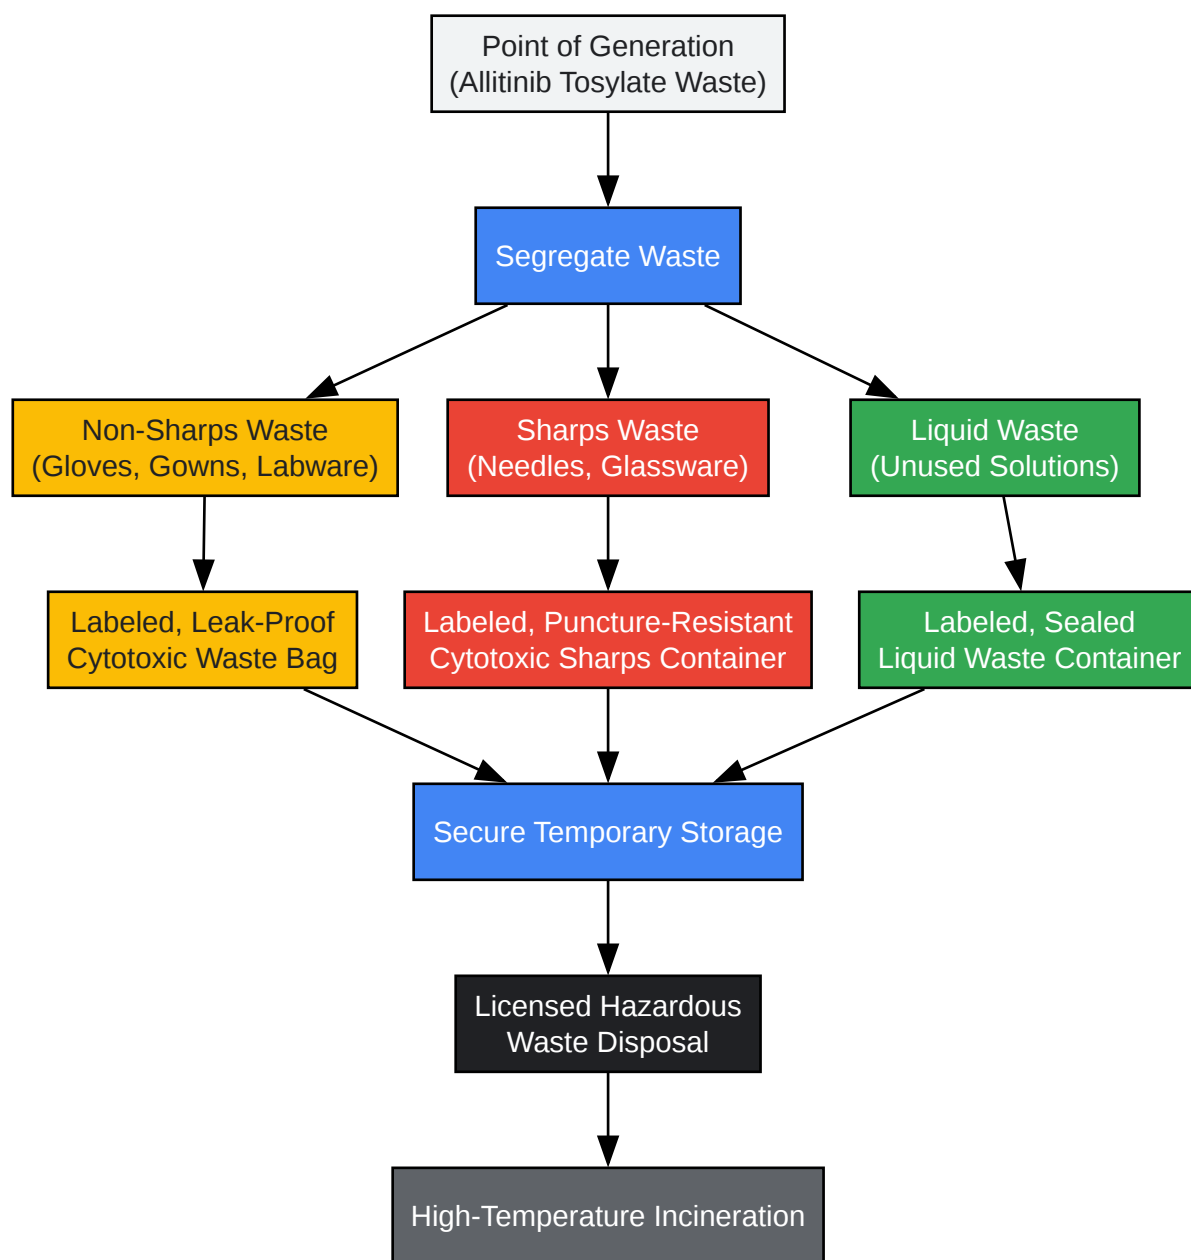 Point of Generation
(Allitinib Tosylate Waste)
Segregate Waste
Non-Sharps Waste
(Gloves, Gowns, Labware)
Sharps Waste
(Needles, Glassware)
Liquid Waste
(Unused Solutions)
Labeled, Leak-Proof
Cytotoxic Waste Bag
Labeled, Puncture-Resistant
Cytotoxic Sharps Container
Labeled, Sealed
Liquid Waste Container
Secure Temporary Storage
Licensed Hazardous
Waste Disposal
High-Temperature Incineration